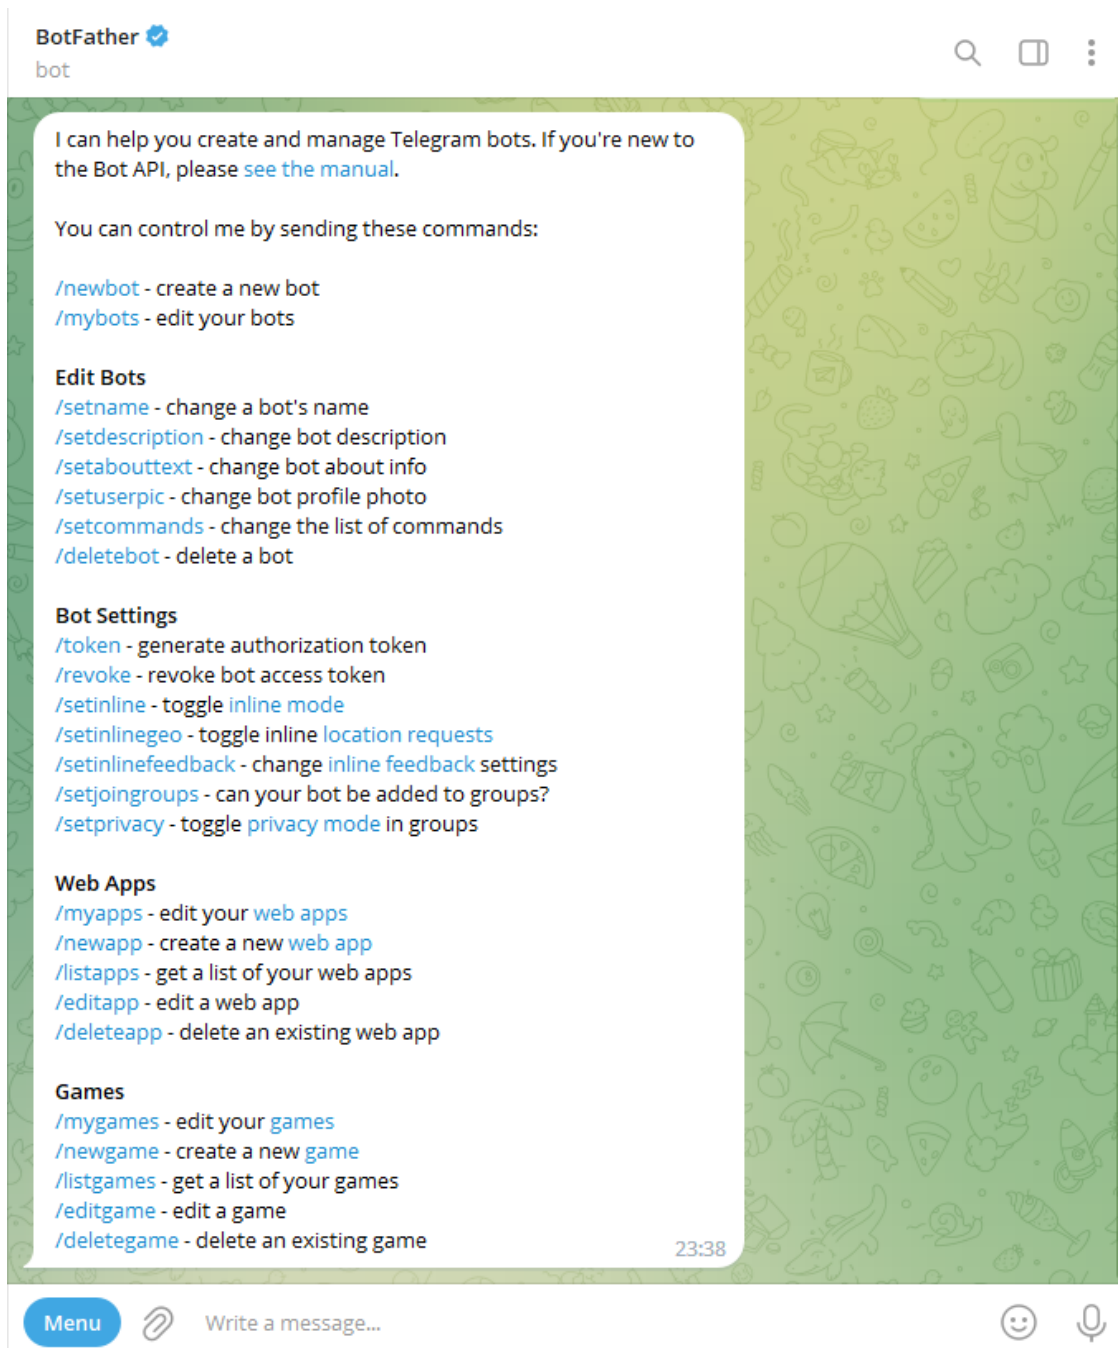 BotFather
bot
I can help you create and manage Telegram bots. If you're new to
the Bot API, please see the manual.
You can control me by sending these commands:
/newbot - create a new bot
/mybots - edit your bots
Edit Bots
/setname - change a bot's name
/setdescription - change bot description
/setabouttext - change bot about info
/setuserpic - change bot profile photo
/setcommands - change the list of commands
/deletebot - delete a bot
Bot Settings
/token - generate authorization token
/revoke - revoke bot access token
/setinline - toggle inline mode
/setinlinegeo - toggle inline location requests
/setinlinefeedback - change inline feedback settings
/setjoingroups - can your bot be added to groups?
/setprivacy - toggle privacy mode in groups
Web Apps
/myapps - edit your web apps
/newapp - create a new web app
/listapps - get a list of your web apps
/editapp - edit a web app
/deleteapp - delete an existing web app
Games
/mygames - edit your games
/newgame - create a new game
/listgames - get a list of your games
/editgame - edit a game
/deletegame - delete an existing game
23:38
Menu
Write a message...